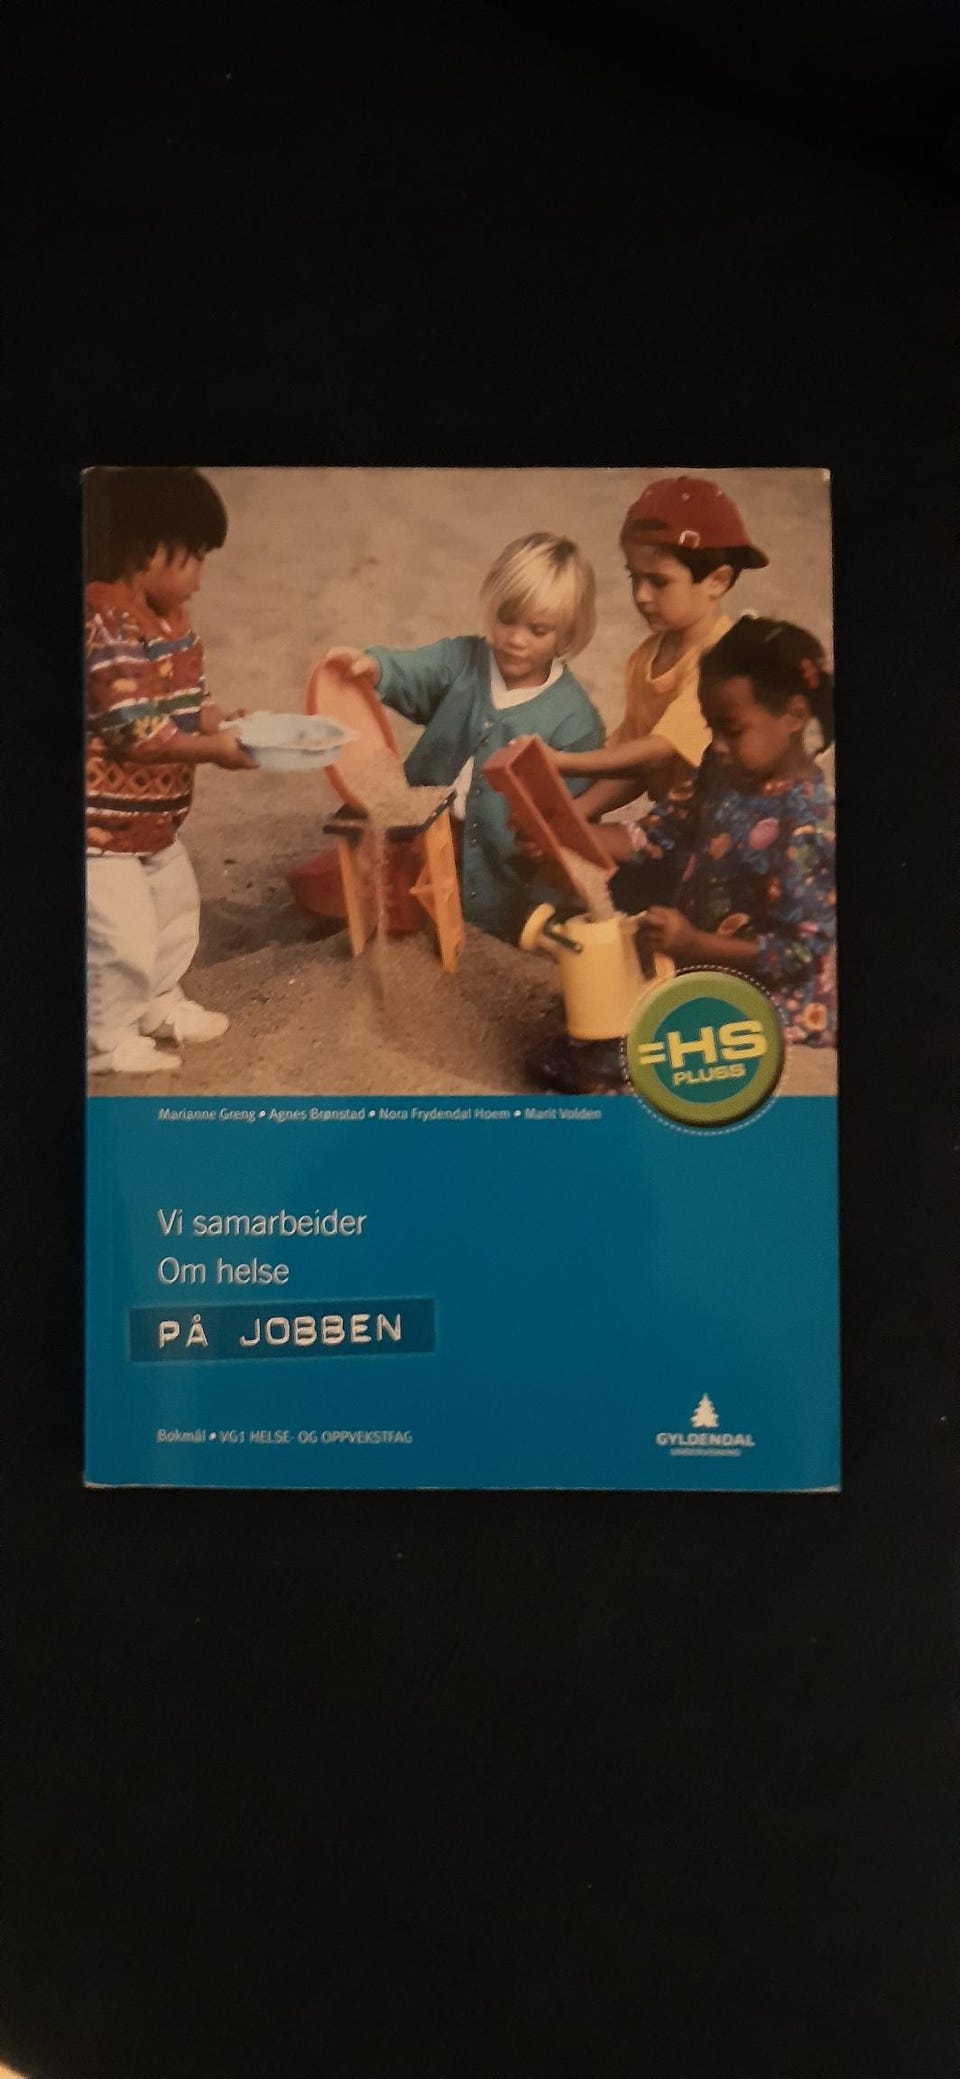 =HS
PLUSS
Marianne Greng • Agnes Brønstad • Nora Frydendal Hoem • Marit Volden
Vi samarbeider
Om helse
PÅ JOBBEN
Bokmål • VG1 HELSE- OG OPPVEKSTFAG
GYLDENDAL
UNDERVISNING